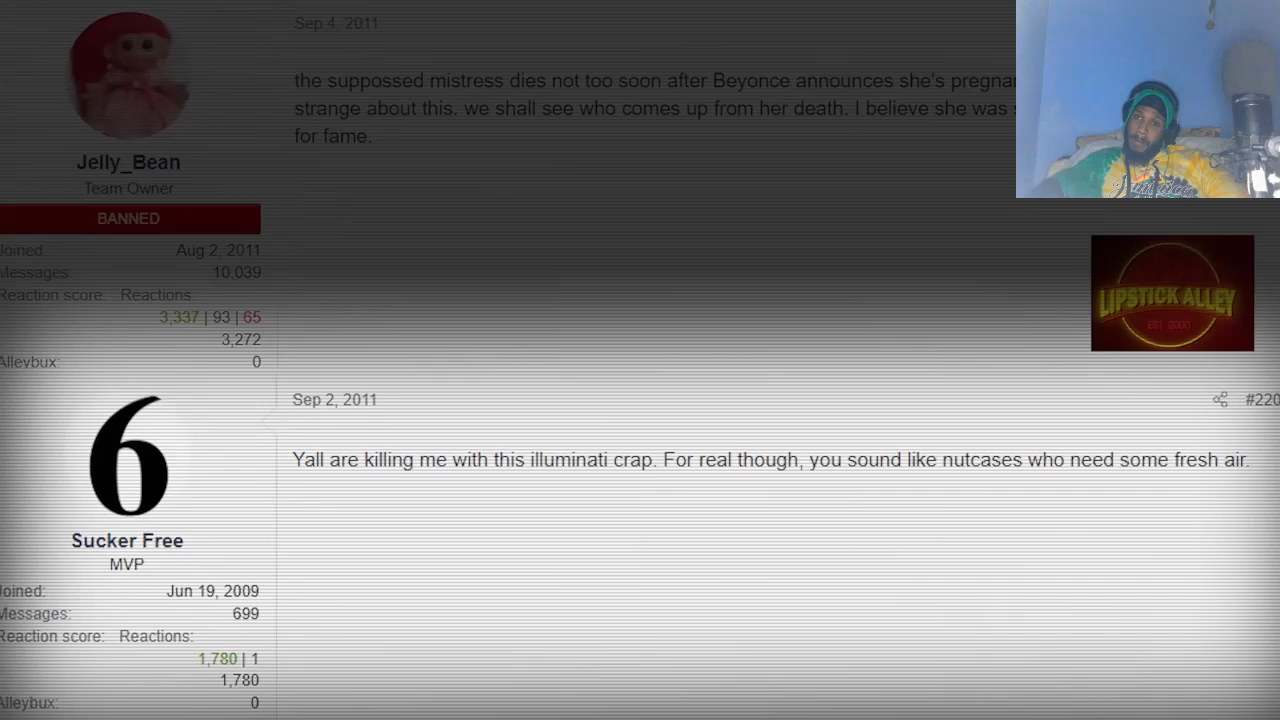 Sep 4, 2011
the suppossed mistress dies not too soon after Beyonce announces she's
strange about this. we shall see who comes up from her death. I believe she was
for fame.
Jelly_Bean
Team Owner
BANNED
Joined: Aug 2, 2011
Messages 10,039
Reaction score: Reactions:
3,337 | 93 | 65
3,272
Alleybux: 0
LIPSTICK ALLEY
EST 2000
Sep 2, 2011 #220
Yall are killing me with this illuminati crap. For real though, you sound like nutcases who need some fresh air.
6
Sucker Free
MVP
Joined: Jun 19, 2009
Messages: 699
Reaction score: Reactions:
1,780 | 1
1,780
Alleybux: 0
Jamaica